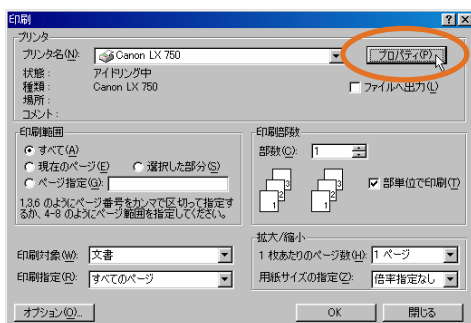 印刷
プリンタ
プリンタ名(N): Canon LX 750 プロパティ(P)...
状態: アイドリング中
種類: Canon LX 750 ファイルへ出力(L)
場所:
コメント:
印刷範囲
すべて(A)
現在のページ(E) 選択した部分(S)
ページ指定(G):
1,3,6 のようにページ番号をカンマで区切って指定す
るか、4-8 のようにページ範囲を指定してください。
印刷部数
部数(C): 1
部単位で印刷(T)
印刷対象(W): 文書
印刷指定(R): すべてのページ
拡大/縮小
1 枚あたりのページ数(H): 1 ページ
用紙サイズの指定(Z): 倍率指定なし
オプション(O)... OK 閉じる